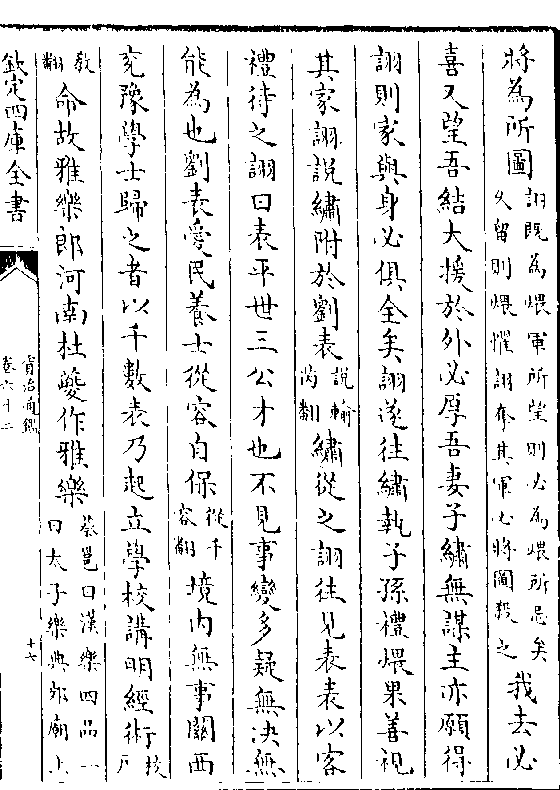 將為所圖詡既為煨軍所望則必為煨所忌矣久留則煨懼詡奪其軍必將圖殺之我去必
喜又望吾結大援於外必厚吾妻子繡無謀主亦願得
詡則家與身必俱全矣詡遂往繡執子孫禮煨果善視
其家詡說繡附於劉表說輸芮翻繡從之詡往見表表以客
禮待之詡曰表平世三公才也不見事變多疑無決無
能為也劉表愛民養士從容自保從千容翻境内無事關西
兖豫學士歸之者以千數表乃起立學校講明經術校戶
教翻命故雅樂郎河南杜夔作雅樂蔡邕曰漢樂四品一曰太子樂典郊廟上
欽定四庫全書
資治通鑑
卷六十二
十六